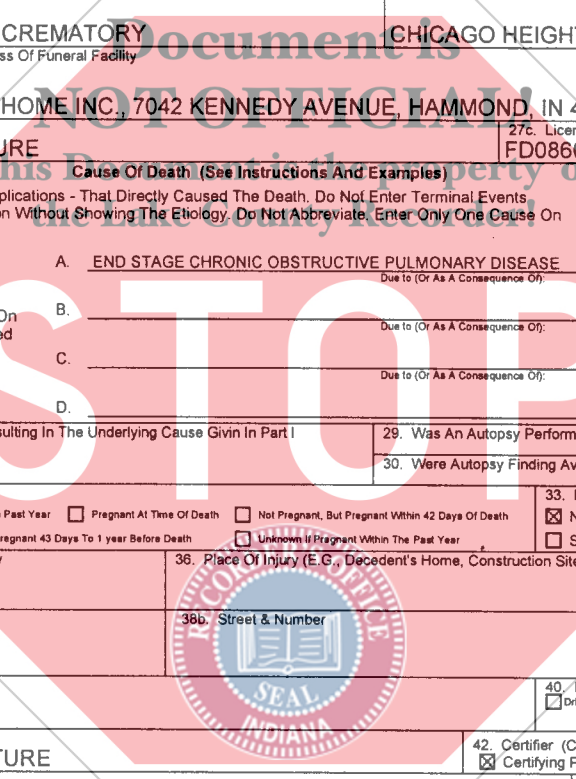 CREMATORY
CHICAGO HEIGHT
ss Of Funeral Facility
Document is
NOT OFFICIAL!
HOME INC., 7042 KENNEDY AVENUE, HAMMOND, IN 4
27c. Licen
URE
FD086
This Document is the property of
the Lake County Recorder!
Cause Of Death (See Instructions And Examples)
plications - That Directly Caused The Death. Do Not Enter Terminal Events
n Without Showing The Etiology. Do Not Abbreviate. Enter Only One Cause On
A. END STAGE CHRONIC OBSTRUCTIVE PULMONARY DISEASE
Due to (Or As A Consequence Of):
On
ed
B.
Due to (Or As A Consequence Of):
C.
Due to (Or As A Consequence Of):
D.
STOP
sulting In The Underlying Cause Givin In Part I
29. Was An Autopsy Perform
30. Were Autopsy Finding Av
33.
Past Year
Pregnant At Time Of Death
Not Pregnant, But Pregnant Within 42 Days Of Death
N
regnant 43 Days To 1 year Before Death
Unknown If Pregnant Within The Past Year
S
36. Place Of Injury (E.G., Decedent's Home, Construction Site
38b. Street & Number
RECORDER'S OFFICE
SEAL
INDIANA
40.
Dri
TURE
42. Certifier (C
Certifying P